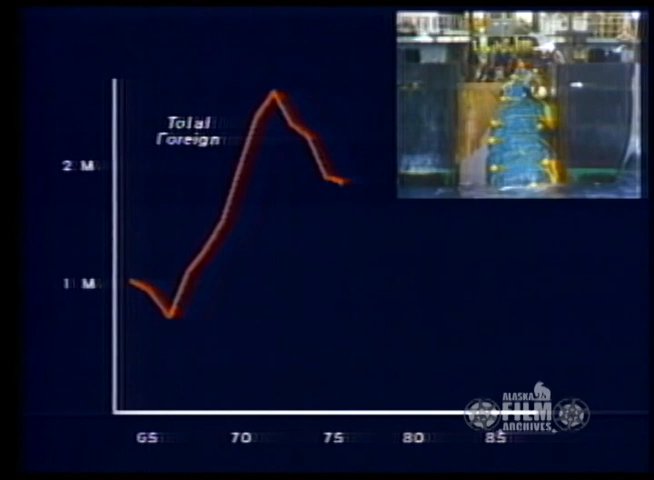 Total
Foreign
2 M
1 M
65 70 75 80 85
ALASKA
FILM
ARCHIVES